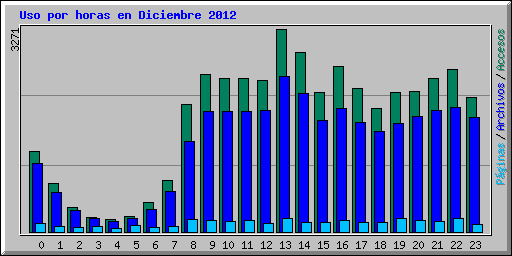 Uso por horas en Diciembre 2012
3271
0 1 2 3 4 5 6 7 8 9 10 11 12 13 14 15 16 17 18 19 20 21 22 23
Páginas / Archivos / Accesos